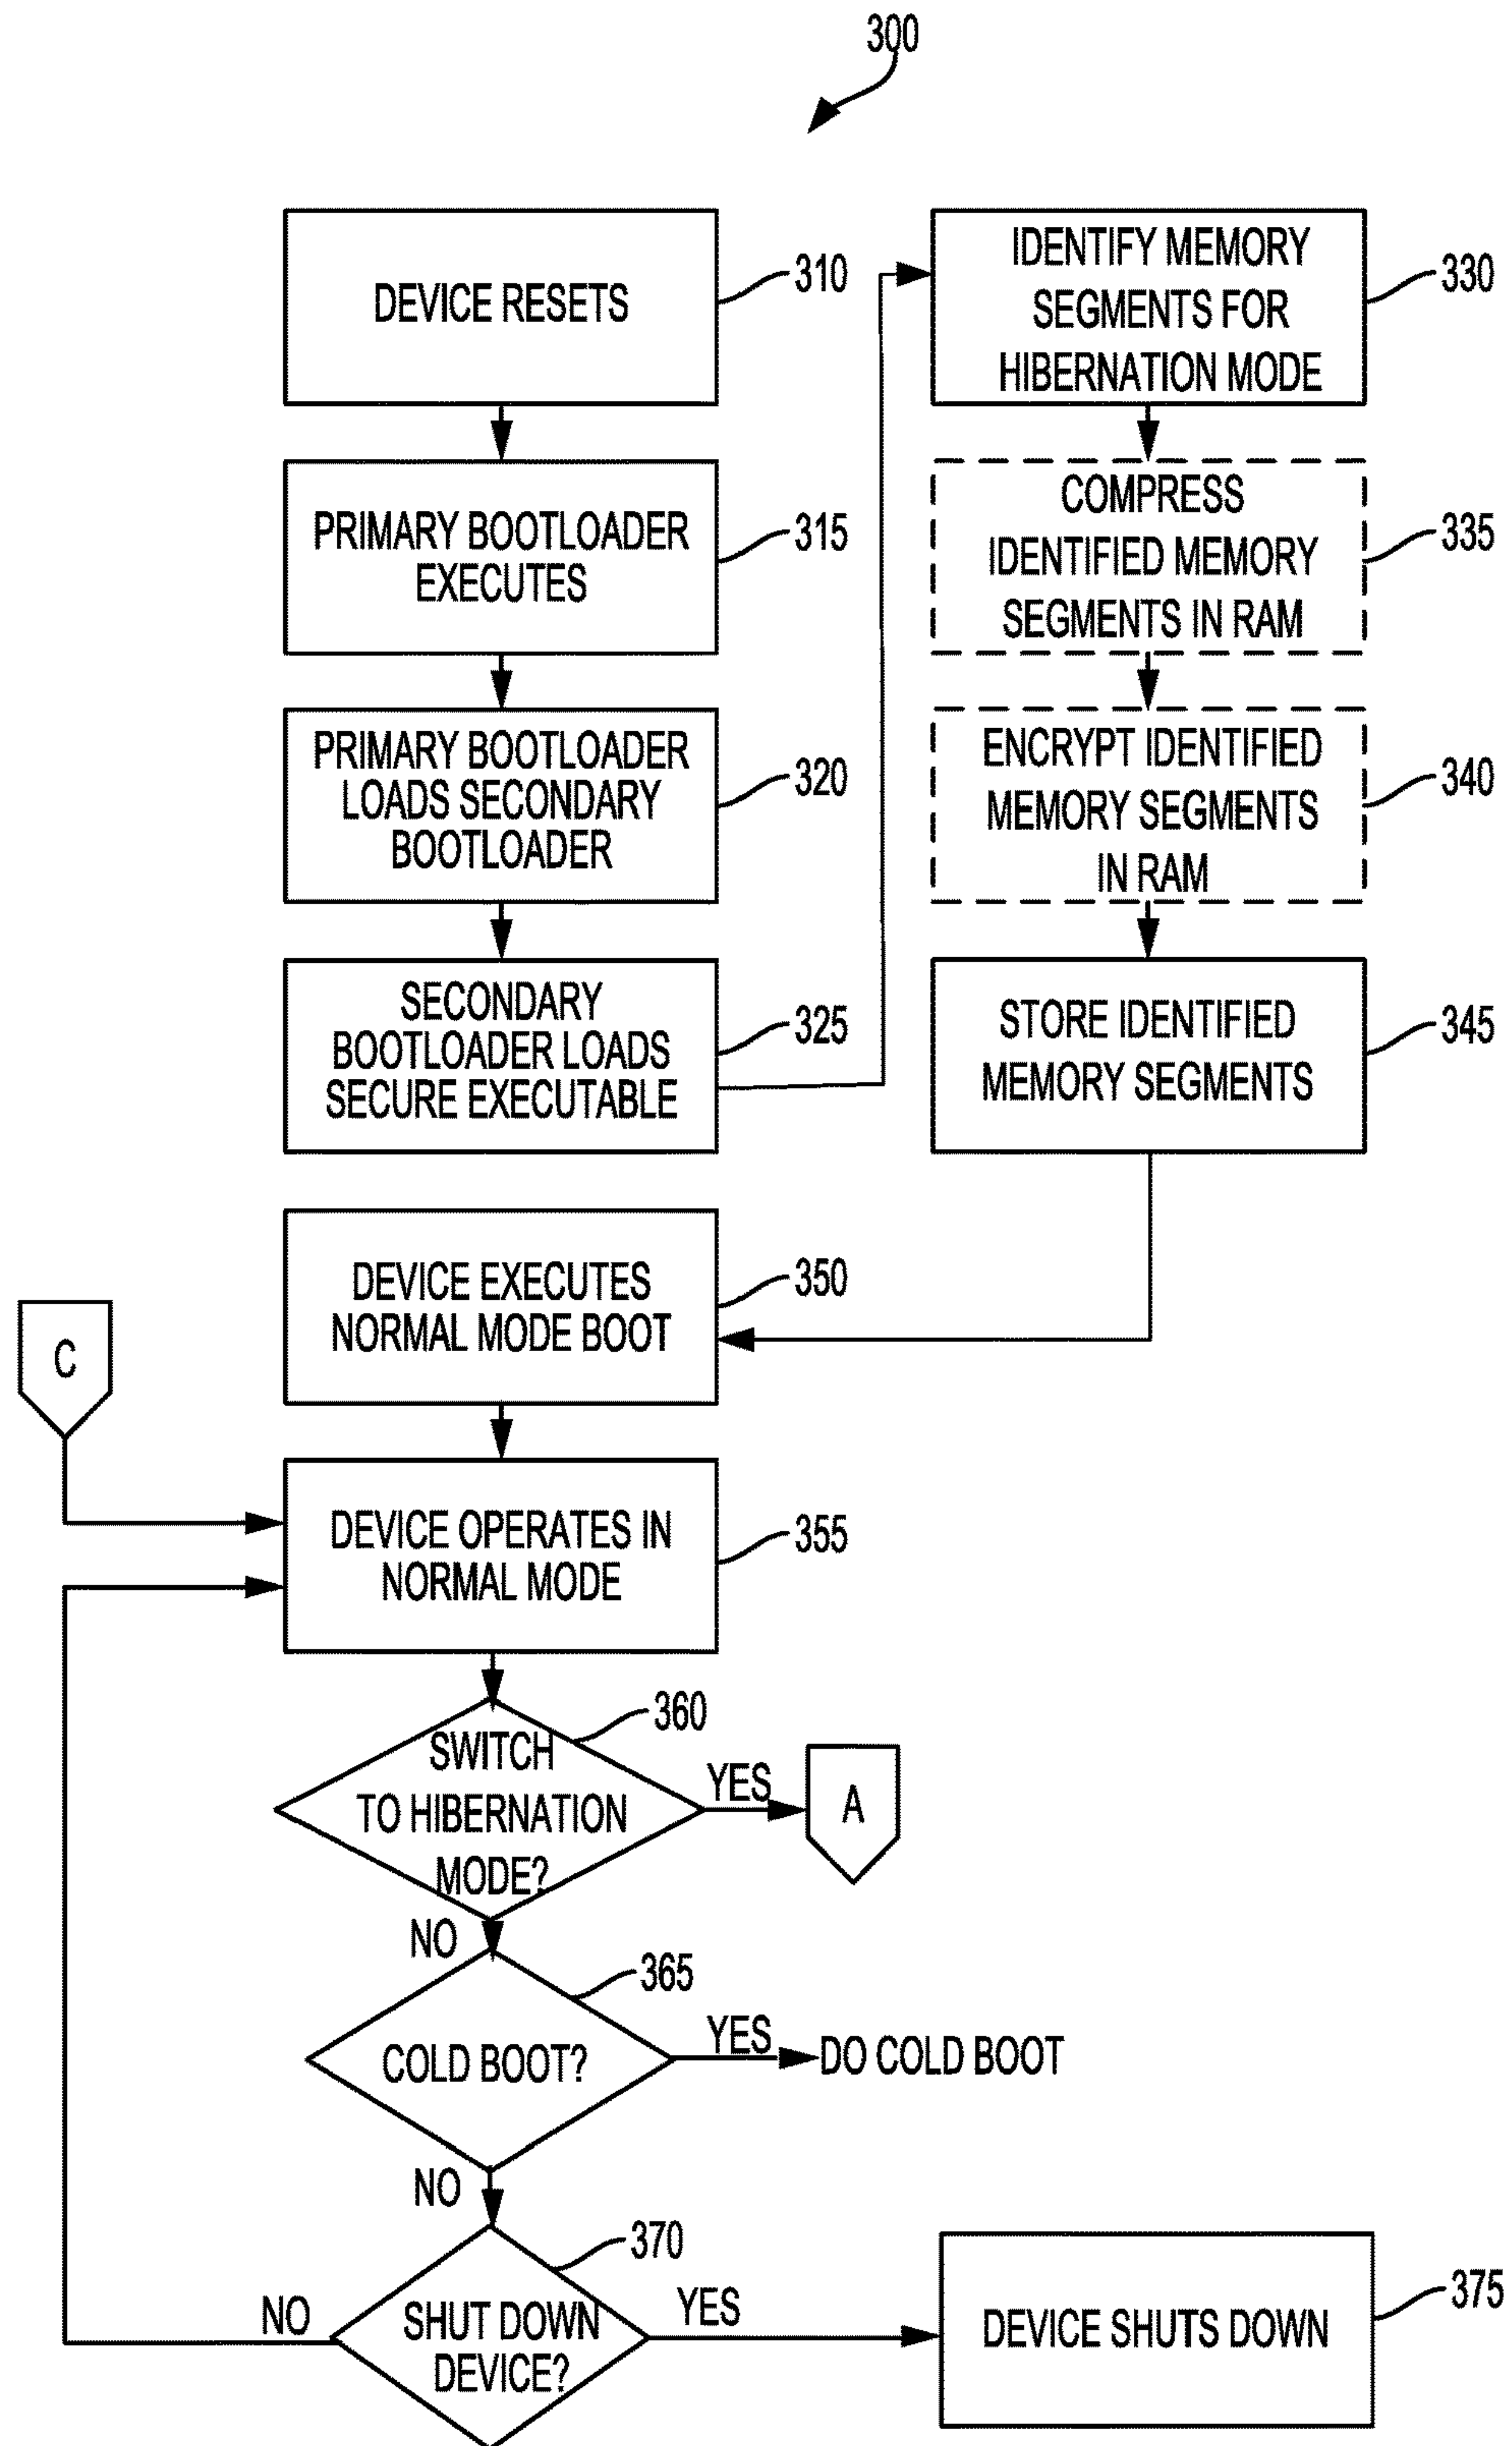 300
DEVICE RESETS
310
PRIMARY BOOTLOADER
EXECUTES
315
PRIMARY BOOTLOADER
LOADS SECONDARY
BOOTLOADER
320
SECONDARY
BOOTLOADER LOADS
SECURE EXECUTABLE
325
IDENTIFY MEMORY
SEGMENTS FOR
HIBERNATION MODE
330
COMPRESS
IDENTIFIED MEMORY
SEGMENTS IN RAM
335
ENCRYPT IDENTIFIED
MEMORY SEGMENTS
IN RAM
340
STORE IDENTIFIED
MEMORY SEGMENTS
345
DEVICE EXECUTES
NORMAL MODE BOOT
350
C
DEVICE OPERATES IN
NORMAL MODE
355
SWITCH
TO HIBERNATION
MODE?
360
YES
A
NO
COLD BOOT?
365
YES
DO COLD BOOT
NO
SHUT DOWN
DEVICE?
370
NO
YES
DEVICE SHUTS DOWN
375